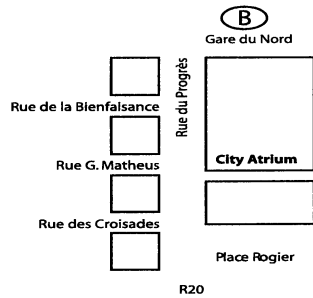 B
Gare du Nord
Rue du Progrès
Rue de la Bienfaisance
City Atrium
Rue G. Matheus
Rue des Croisades
Place Rogier
R20